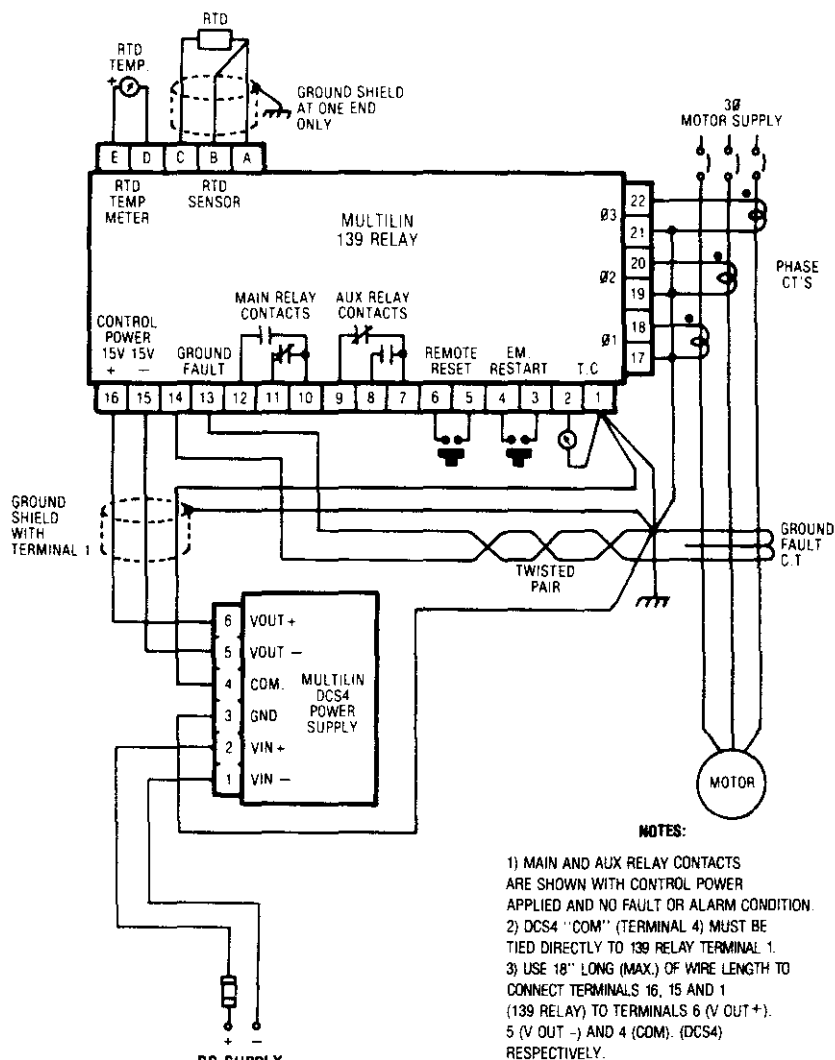 RTD
RTD
TEMP.
+
GROUND SHIELD
AT ONE END
ONLY
3Ø
MOTOR SUPPLY
E D C B A
RTD
TEMP
METER
RTD
SENSOR
MULTILIN
139 RELAY
22
Ø3
21
20
Ø2
19
18
Ø1
17
PHASE
CT'S
MAIN RELAY
CONTACTS
AUX RELAY
CONTACTS
CONTROL
POWER
15V 15V
+ −
GROUND
FAULT
REMOTE
RESET
EM.
RESTART
T.C
16 15 14 13 12 11 10 9 8 7 6 5 4 3 2 1
GROUND
SHIELD
WITH
TERMINAL 1
GROUND
FAULT
C.T
TWISTED
PAIR
6 VOUT +
5 VOUT −
4 COM.
3 GND
2 VIN +
1 VIN −
MULTILIN
DCS4
POWER
SUPPLY
MOTOR
NOTES:
1) MAIN AND AUX RELAY CONTACTS
ARE SHOWN WITH CONTROL POWER
APPLIED AND NO FAULT OR ALARM CONDITION.
2) DCS4 "COM" (TERMINAL 4) MUST BE
TIED DIRECTLY TO 139 RELAY TERMINAL 1.
3) USE 18" LONG (MAX.) OF WIRE LENGTH TO
CONNECT TERMINALS 16, 15 AND 1
(139 RELAY) TO TERMINALS 6 (V OUT+).
5 (V OUT −) AND 4 (COM). (DCS4)
RESPECTIVELY.
+ −
DC SUPPLY